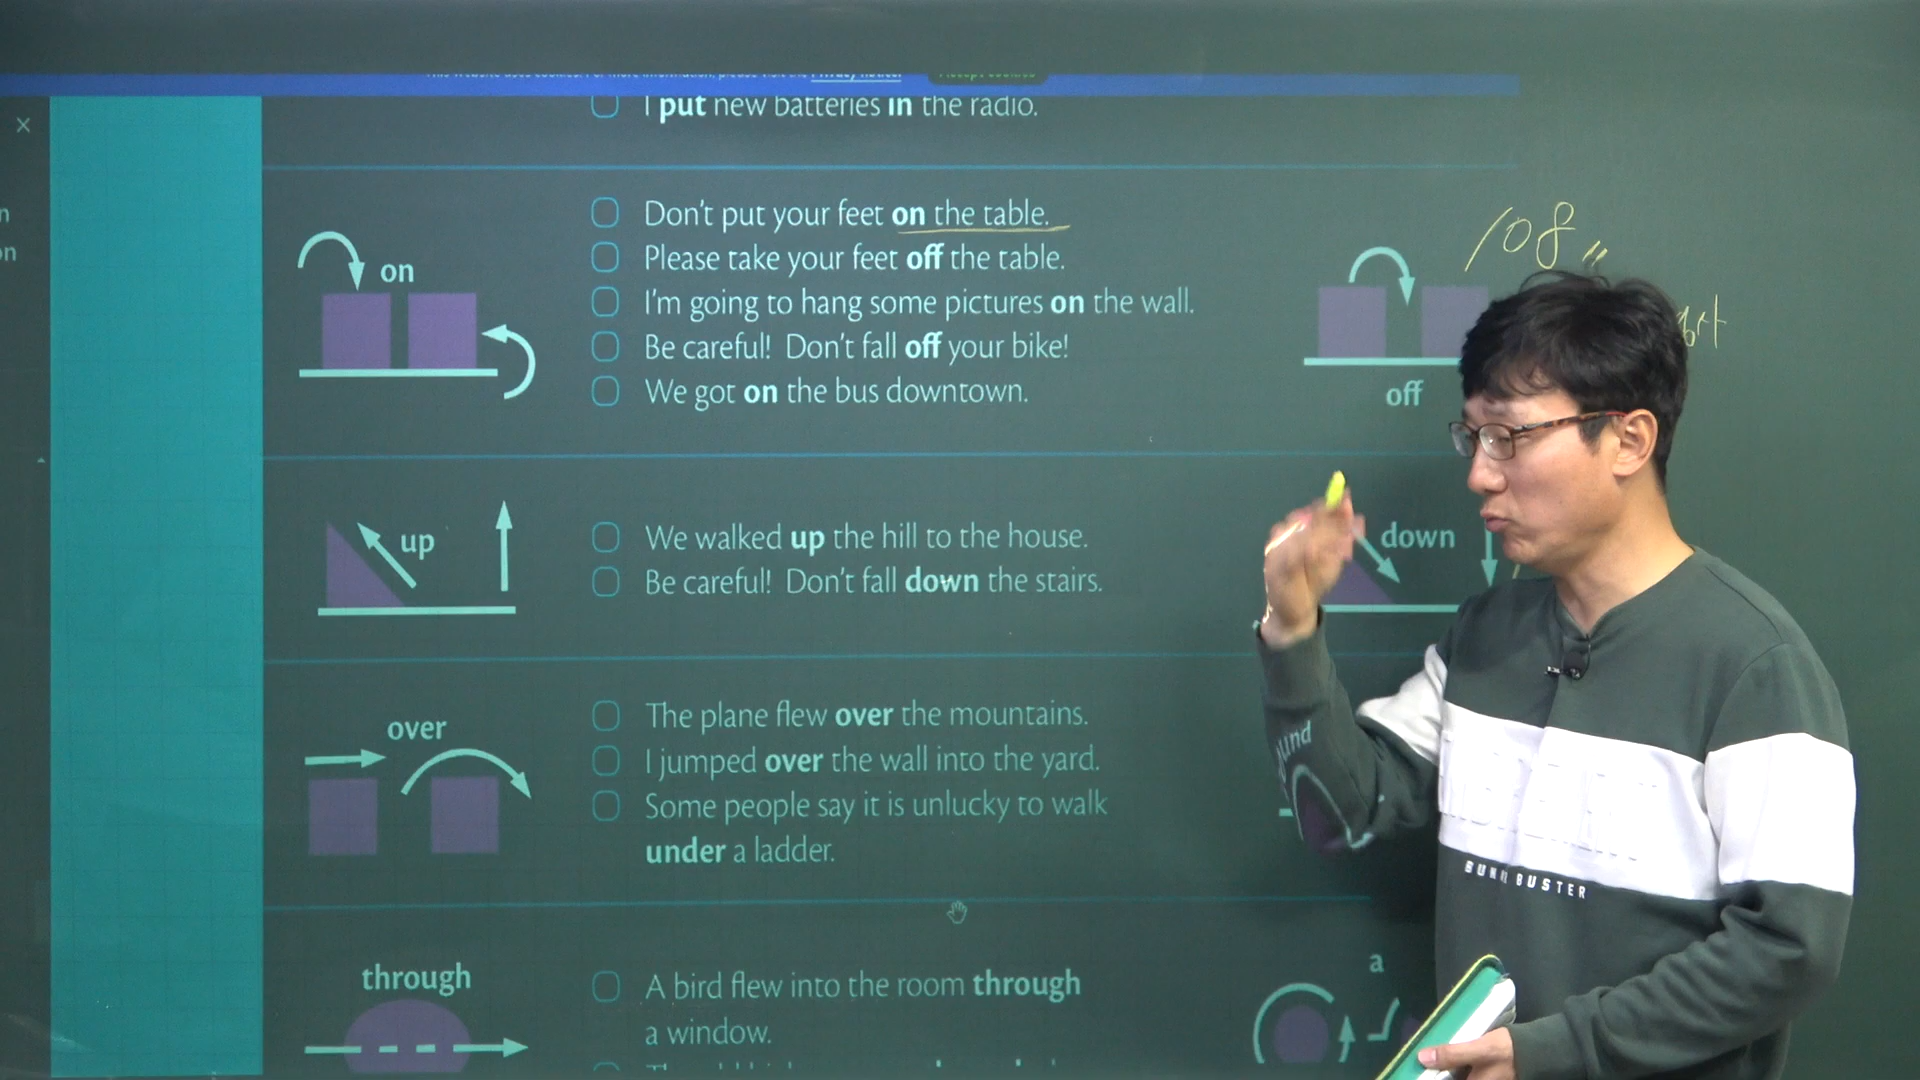 I put new batteries in the radio.
on
Don't put your feet on the table.
Please take your feet off the table.
I'm going to hang some pictures on the wall.
Be careful! Don't fall off your bike!
We got on the bus downtown.
108
off
up
We walked up the hill to the house.
Be careful! Don't fall down the stairs.
down
over
The plane flew over the mountains.
I jumped over the wall into the yard.
Some people say it is unlucky to walk
under a ladder.
through
A bird flew into the room through
a window.
a
BUSTER